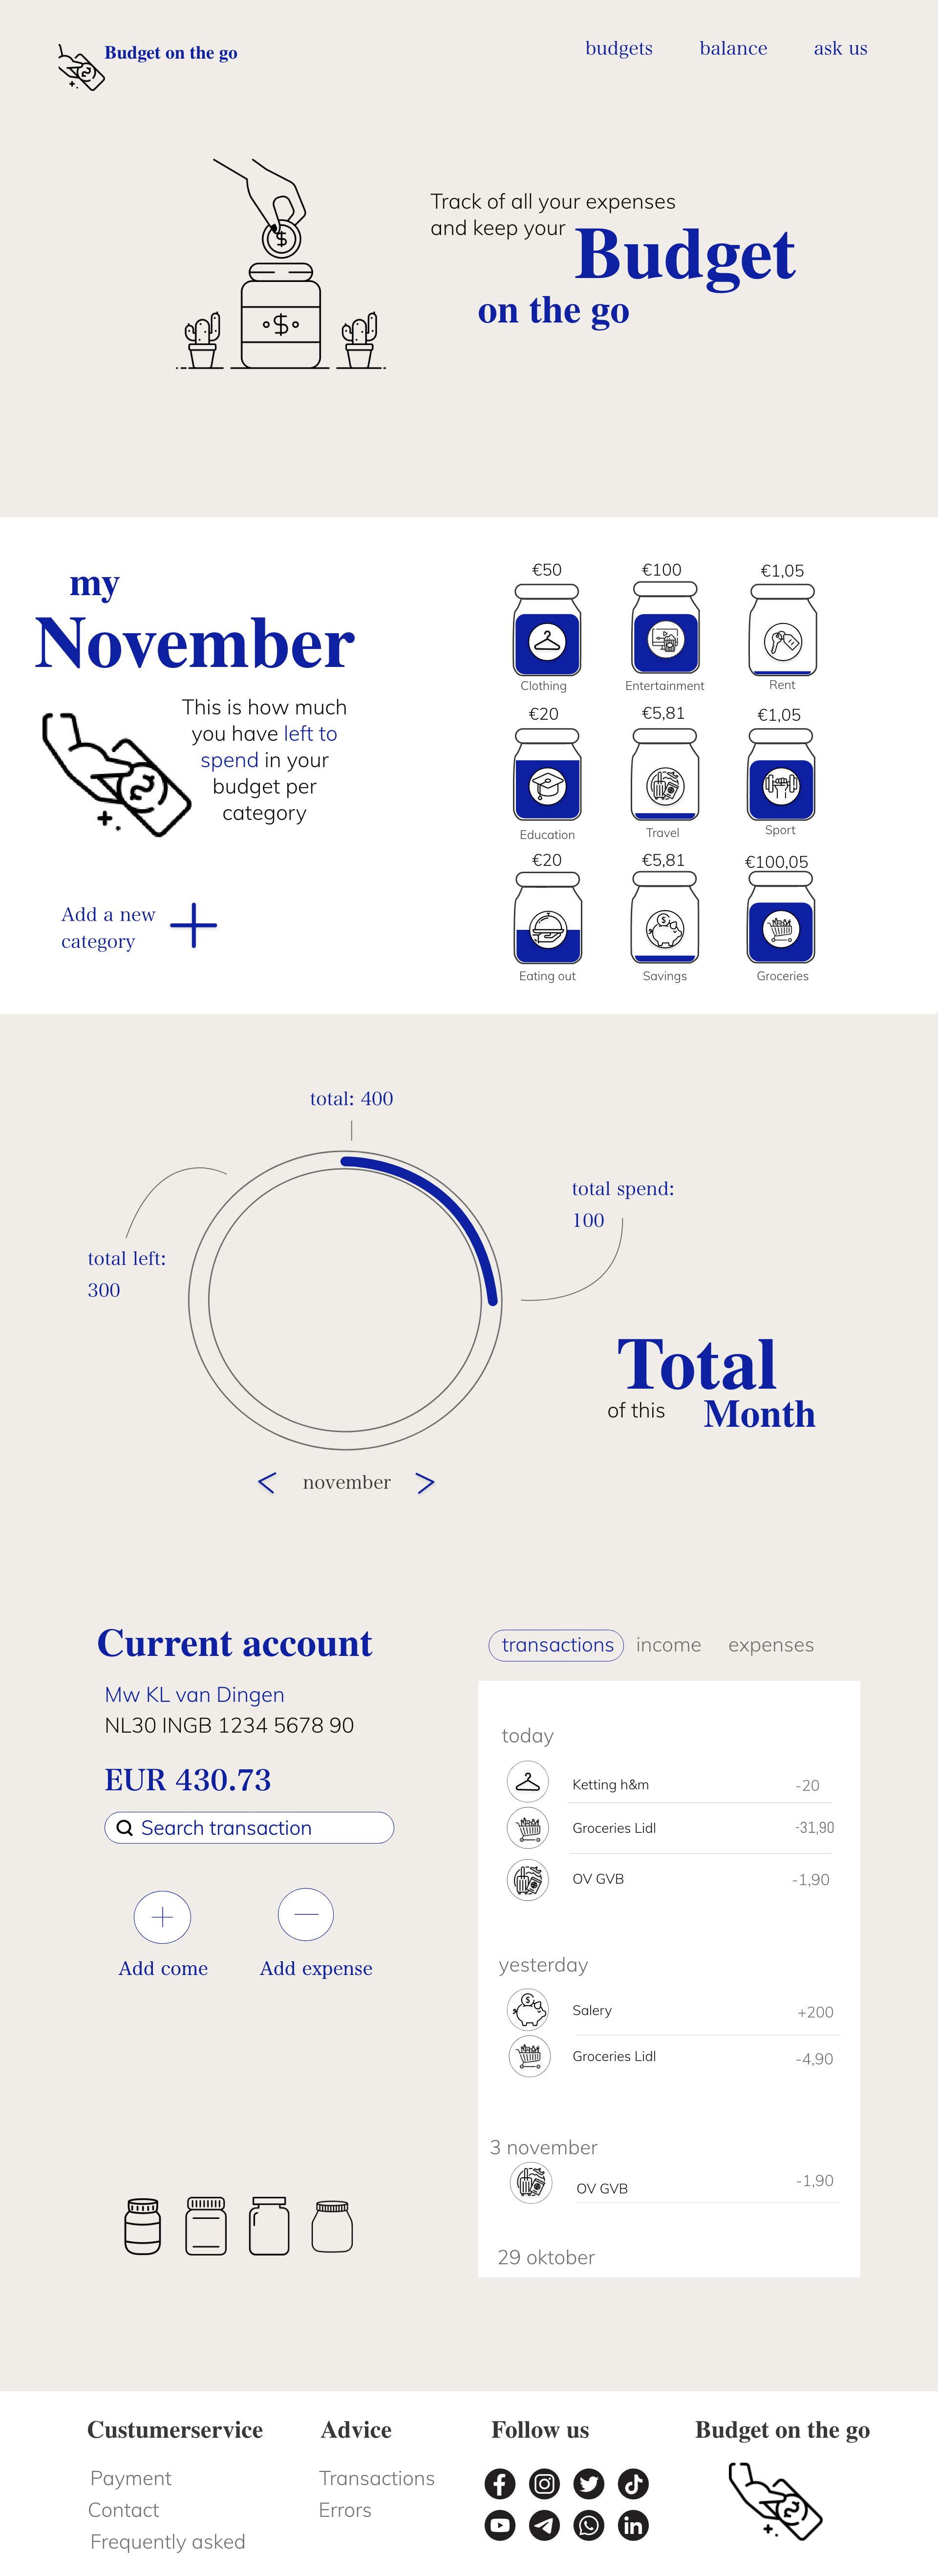 Budget on the go
budgets
balance
ask us
Track of all your expenses
and keep your
Budget
on the go
$
$
my
November
This is how much
you have left to
spend in your
budget per
category
Add a new
category
€50
€100
€1,05
Clothing
Entertainment
Rent
€20
€5,81
€1,05
Education
Travel
Sport
€20
€5,81
€100,05
$
Eating out
Savings
Groceries
total: 400
total spend:
100
total left:
300
Total
of this
Month
< november >
Current account
Mw KL van Dingen
NL30 INGB 1234 5678 90
EUR 430.73
Search transaction
Add come
Add expense
transactions
income
expenses
today
Ketting h&m -20
Groceries Lidl -31,90
OV GVB -1,90
yesterday
$
Salery +200
Groceries Lidl -4,90
3 november
OV GVB -1,90
29 oktober
Custumerservice
Payment
Contact
Frequently asked
Advice
Transactions
Errors
Follow us
Budget on the go